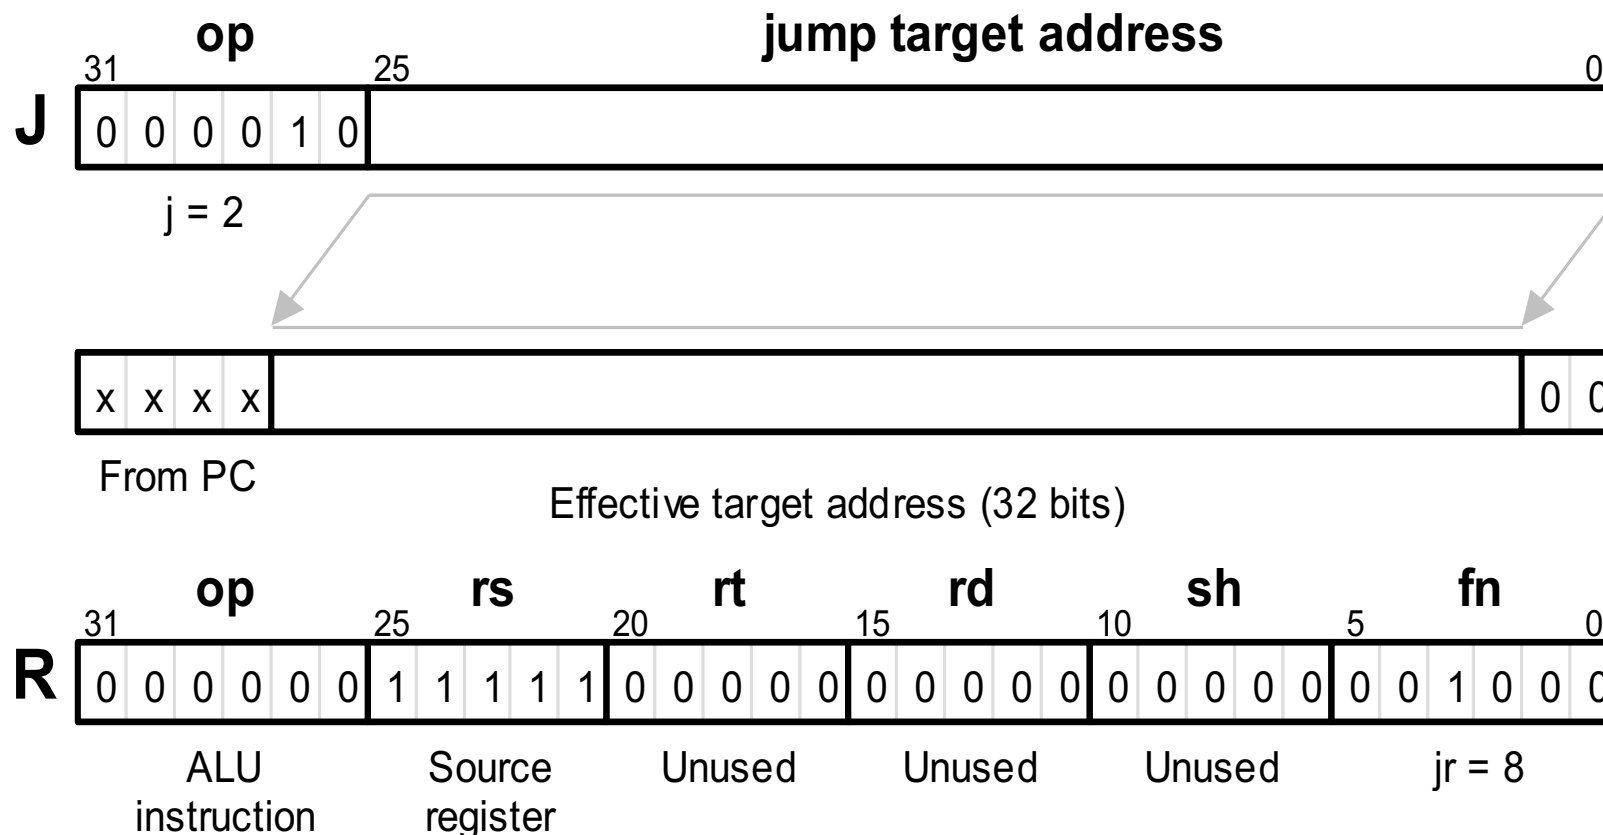 op jump target address
31 25 0
J 0 0 0 0 1 0
j = 2
x x x x 0 0
From PC
Effective target address (32 bits)
op rs rt rd sh fn
31 25 20 15 10 5 0
R 0 0 0 0 0 0 1 1 1 1 1 0 0 0 0 0 0 0 0 0 0 0 0 0 0 0 0 0 1 0 0 0
ALU Source Unused Unused Unused jr = 8
instruction register